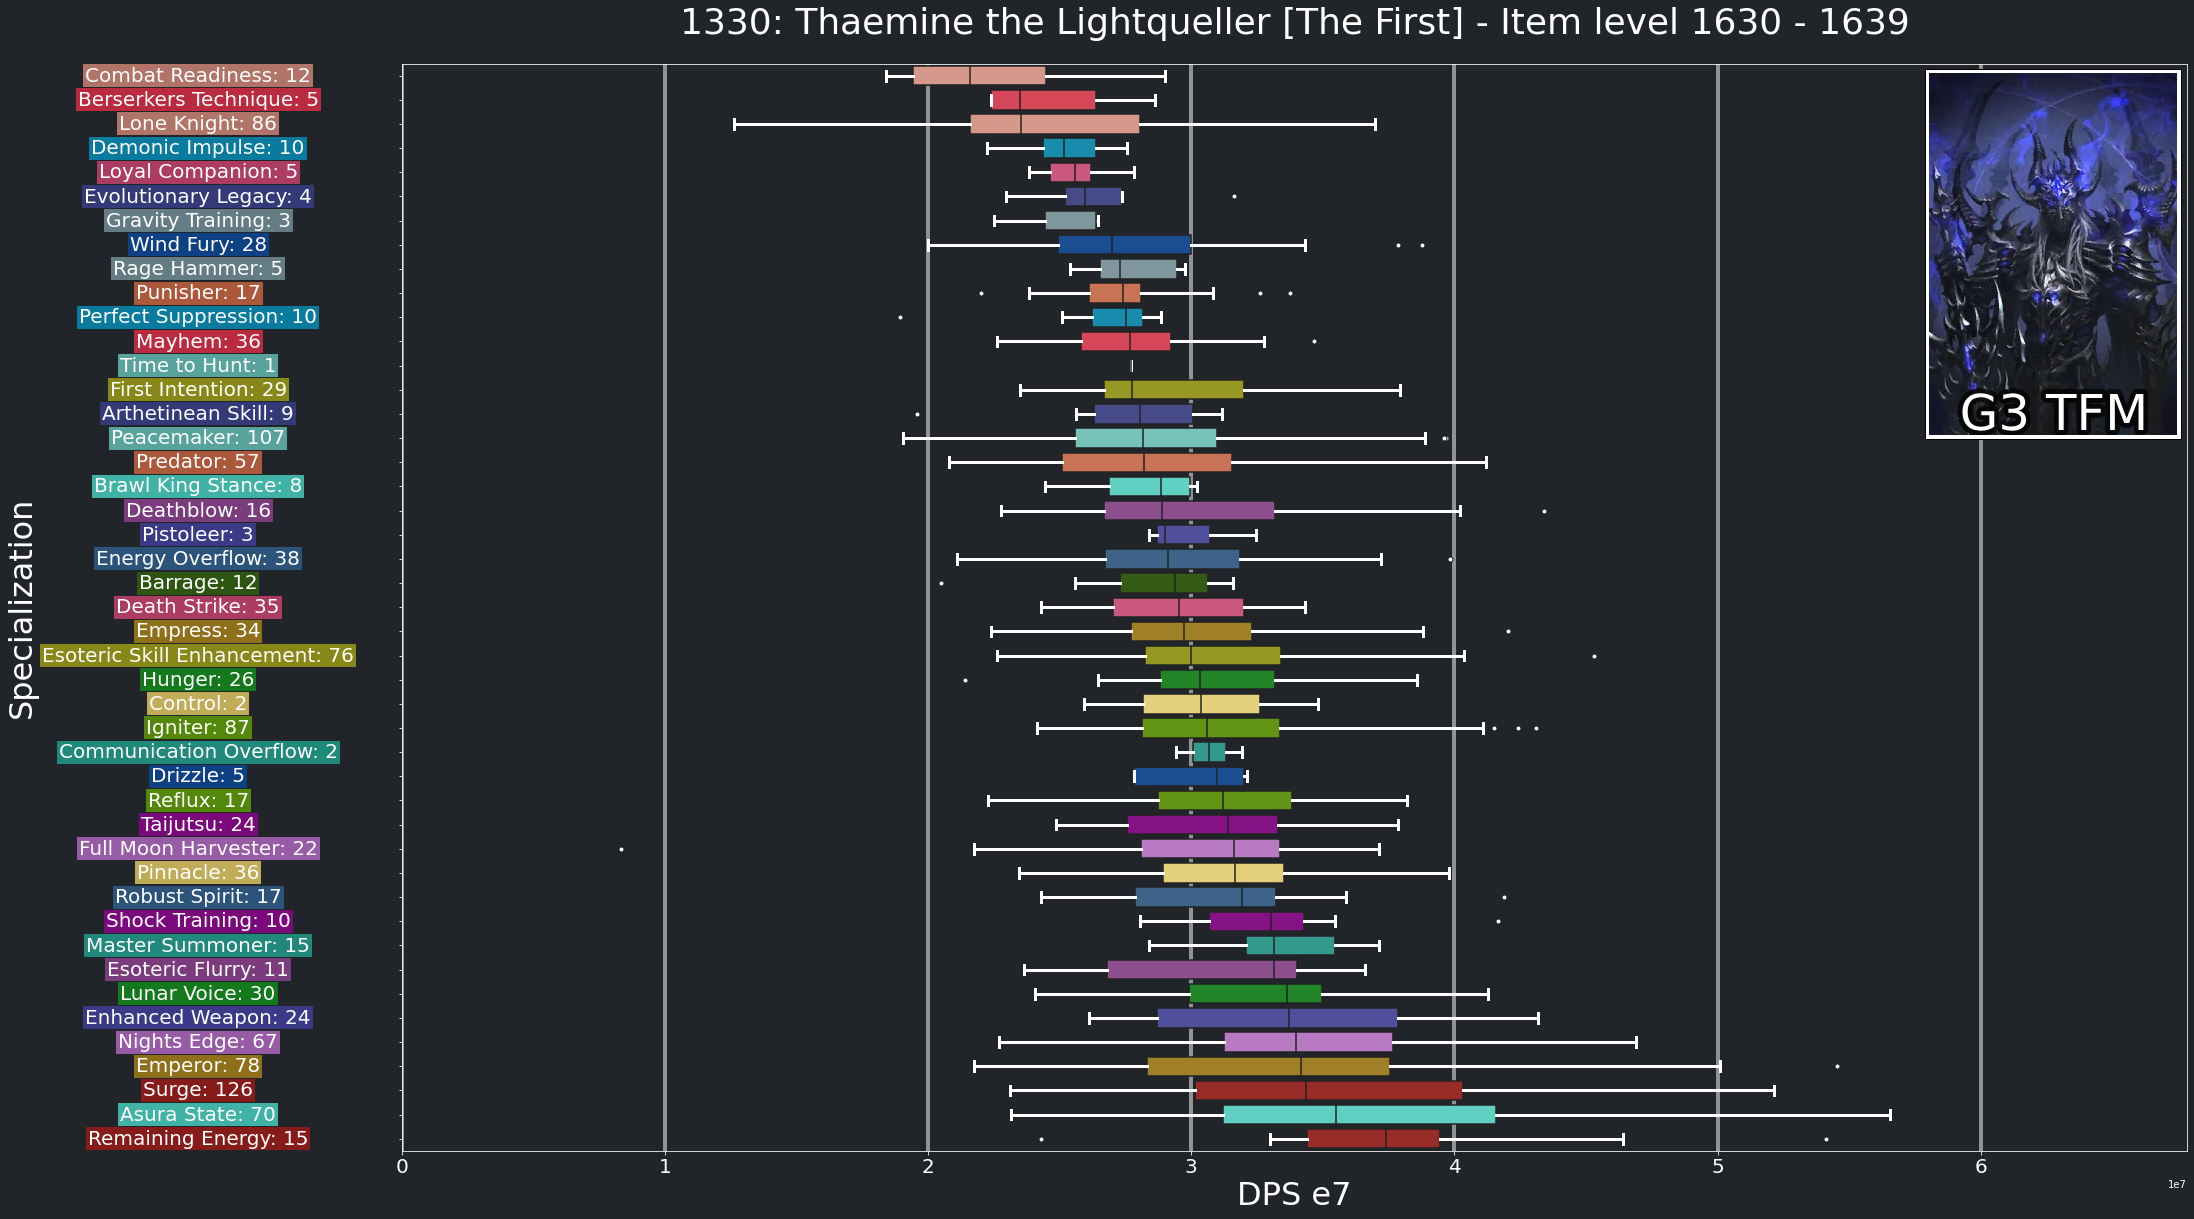 1330: Thaemine the Lightqueller [The First] - Item level 1630 - 1639
Combat Readiness: 12
Berserkers Technique: 5
Lone Knight: 86
Demonic Impulse: 10
Loyal Companion: 5
Evolutionary Legacy: 4
Gravity Training: 3
Wind Fury: 28
Rage Hammer: 5
Punisher: 17
Perfect Suppression: 10
Mayhem: 36
Time to Hunt: 1
First Intention: 29
Arthetinean Skill: 9
Peacemaker: 107
Predator: 57
Brawl King Stance: 8
Deathblow: 16
Pistoleer: 3
Energy Overflow: 38
Barrage: 12
Death Strike: 35
Empress: 34
Esoteric Skill Enhancement: 76
Hunger: 26
Control: 2
Igniter: 87
Communication Overflow: 2
Drizzle: 5
Reflux: 17
Taijutsu: 24
Full Moon Harvester: 22
Pinnacle: 36
Robust Spirit: 17
Shock Training: 10
Master Summoner: 15
Esoteric Flurry: 11
Lunar Voice: 30
Enhanced Weapon: 24
Nights Edge: 67
Emperor: 78
Surge: 126
Asura State: 70
Remaining Energy: 15
Specialization
G3 TFM
0 1 2 3 4 5 6
DPS e7
1e7